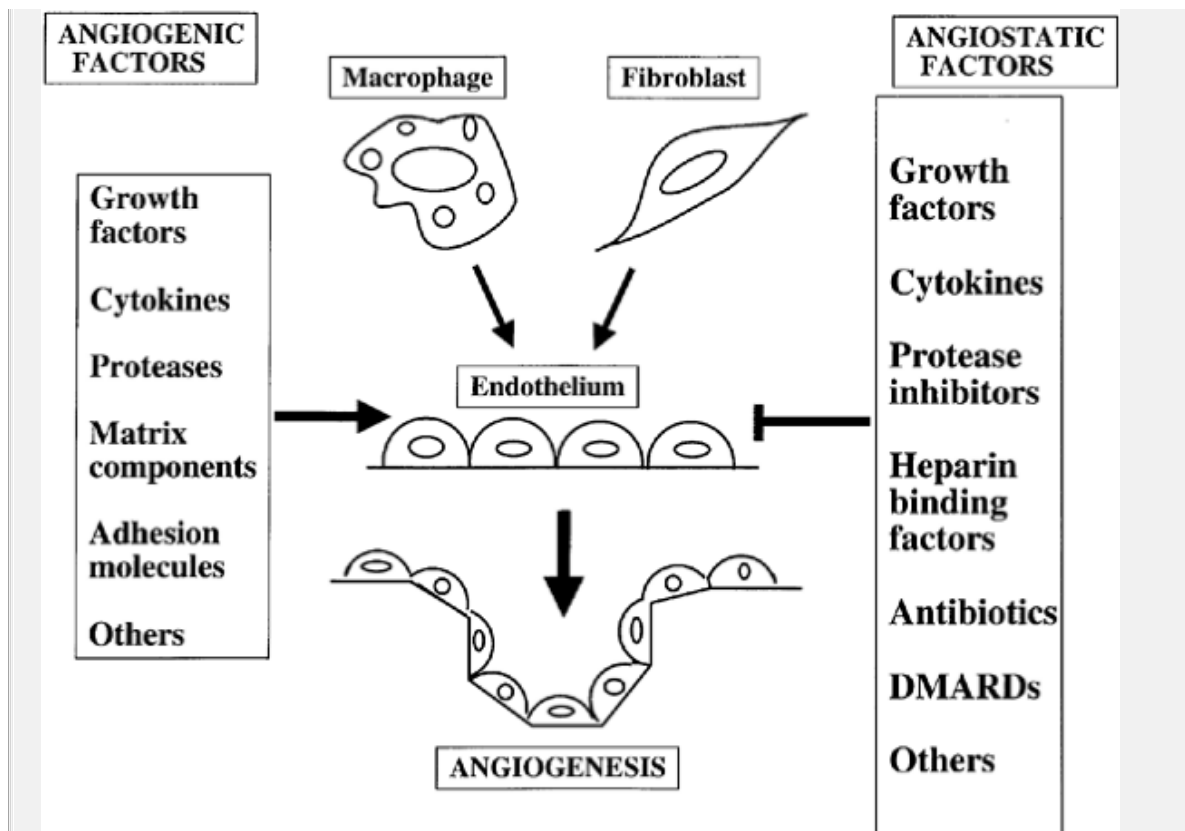 ANGIOGENIC
FACTORS
Macrophage
Fibroblast
ANGIOSTATIC
FACTORS
Growth
factors
Cytokines
Proteases
Matrix
components
Adhesion
molecules
Others
Endothelium
ANGIOGENESIS
Growth
factors
Cytokines
Protease
inhibitors
Heparin
binding
factors
Antibiotics
DMARDs
Others